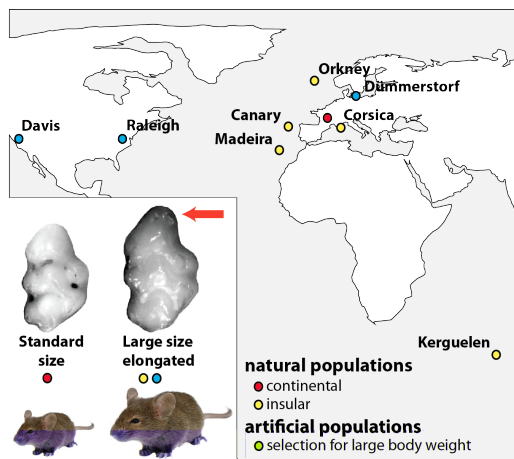 Orkney
Dümmerstorf
Davis
Raleigh
Canary
Corsica
Madeira
Standard
size
Large size
elongated
Kerguelen
natural populations
continental
insular
artificial populations
selection for large body weight